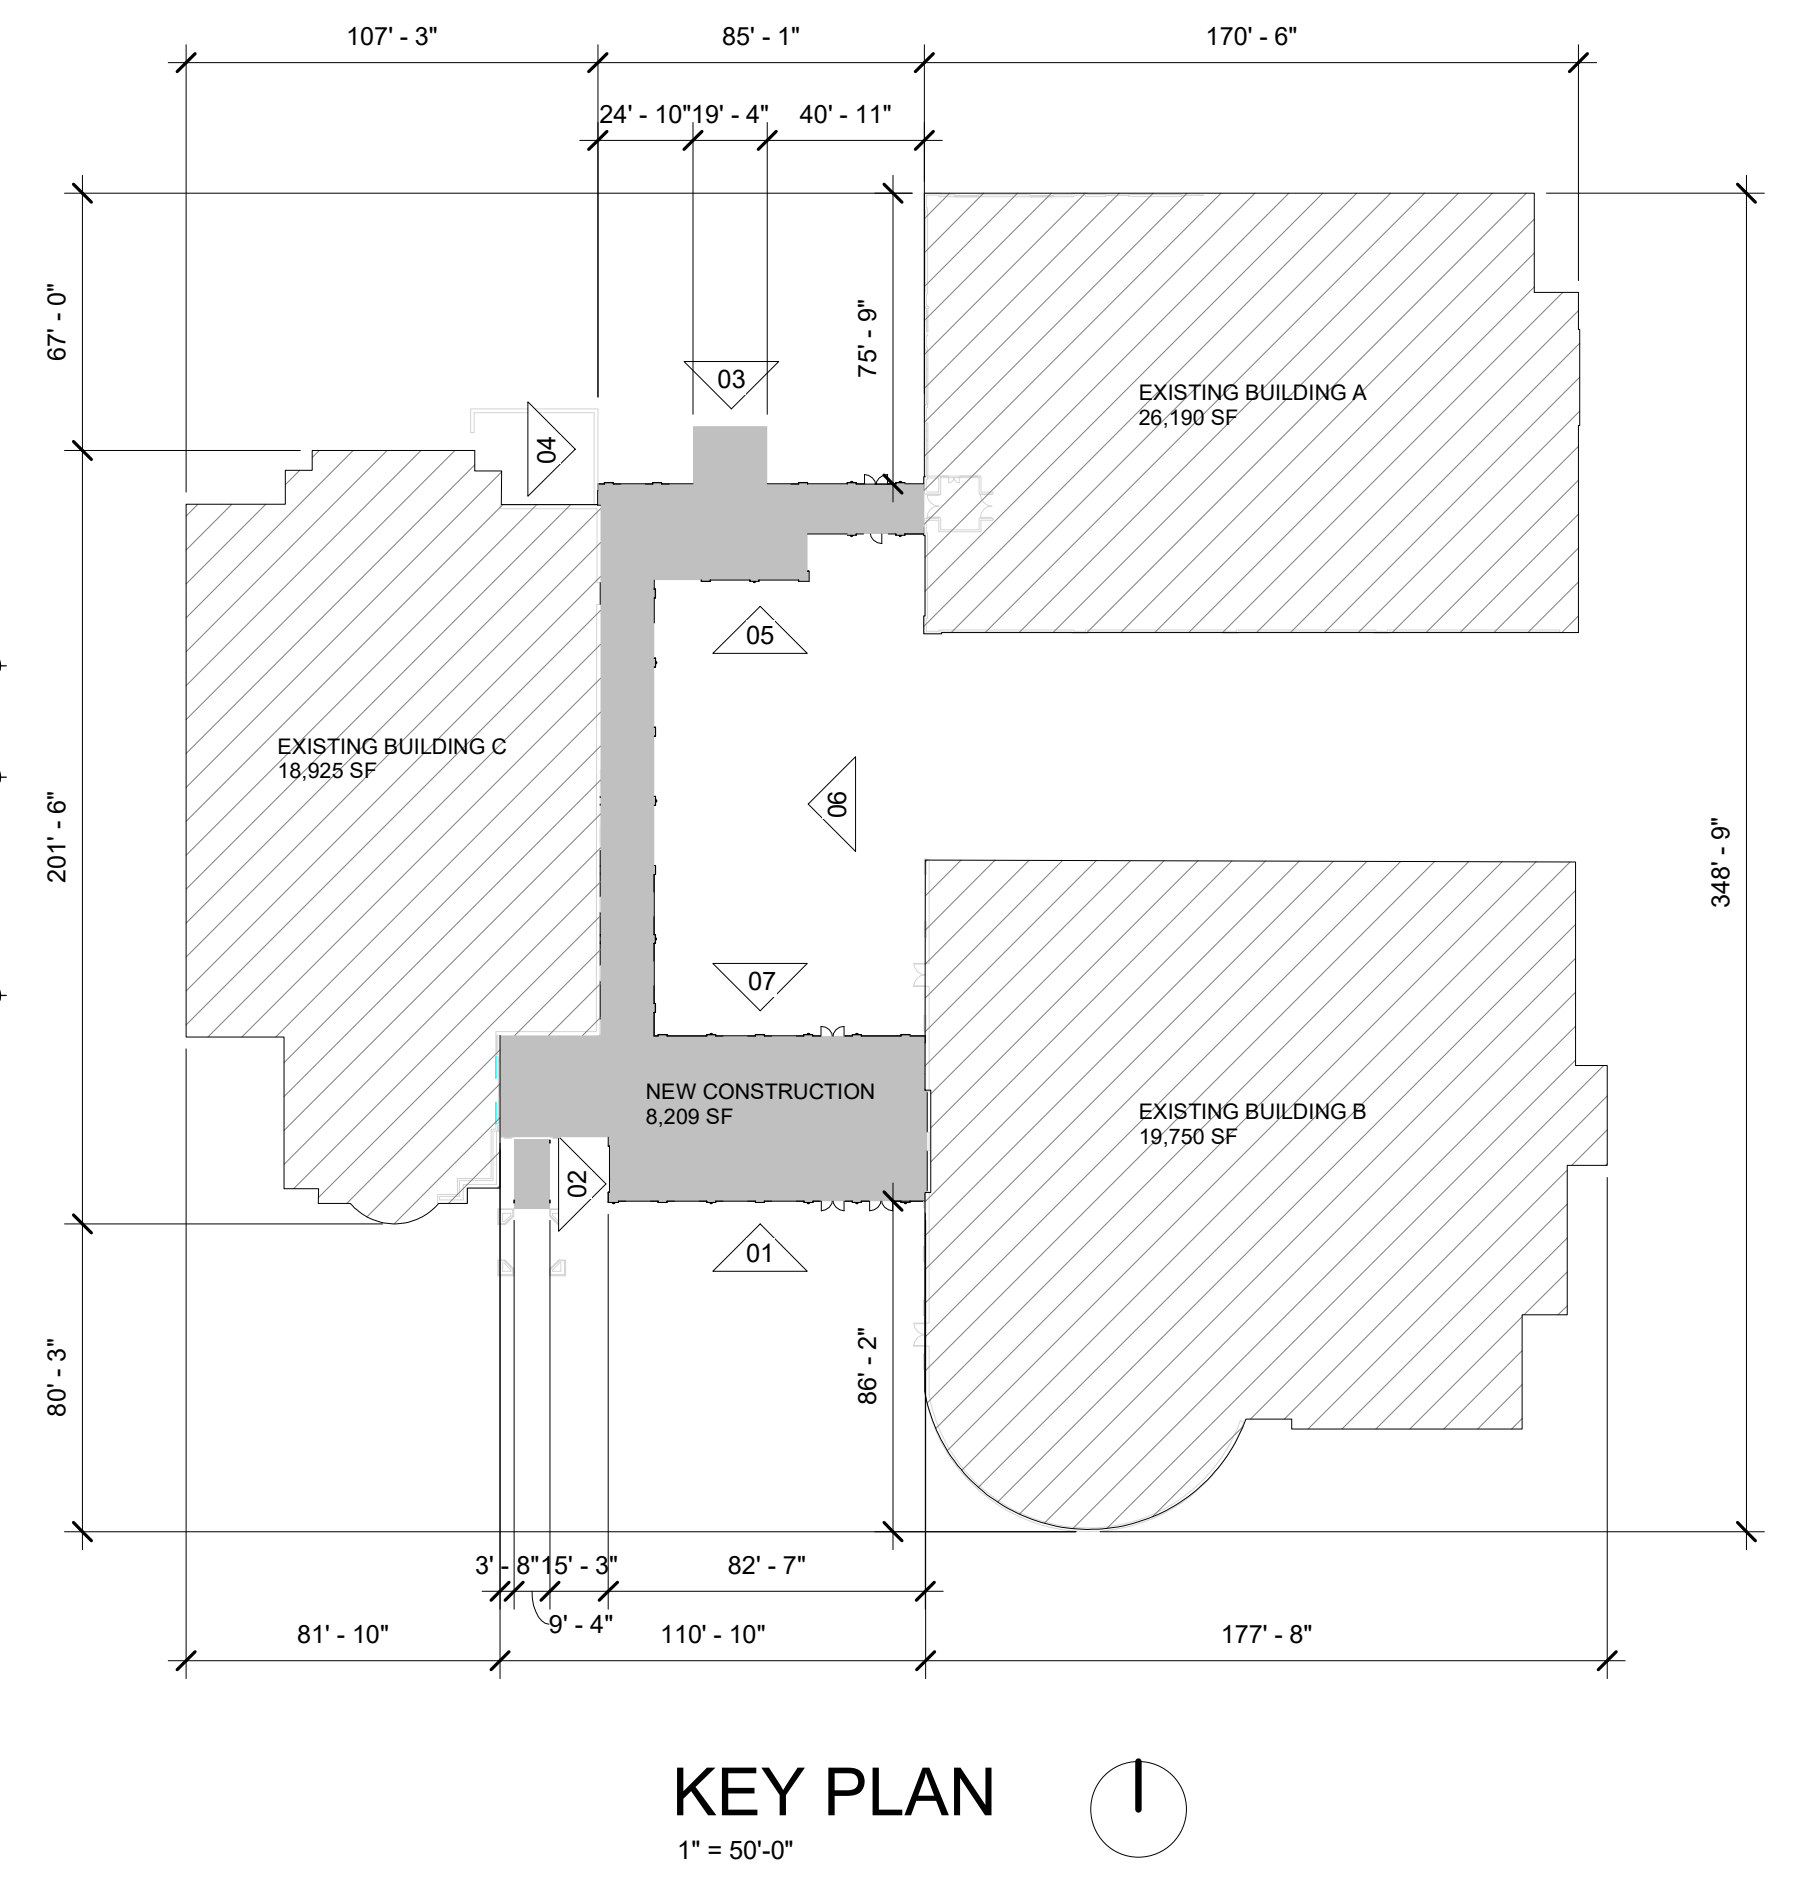 107' - 3"
85' - 1"
170' - 6"
24' - 10"
19' - 4"
40' - 11"
67' - 0"
75' - 9"
03
04
EXISTING BUILDING A
26,190 SF
05
EXISTING BUILDING C
18,925 SF
06
201' - 6"
348' - 9"
07
NEW CONSTRUCTION
8,209 SF
EXISTING BUILDING B
19,750 SF
02
01
80' - 3"
86' - 2"
3' - 8"
15' - 3"
82' - 7"
9' - 4"
81' - 10"
110' - 10"
177' - 8"
KEY PLAN
1" = 50'-0"